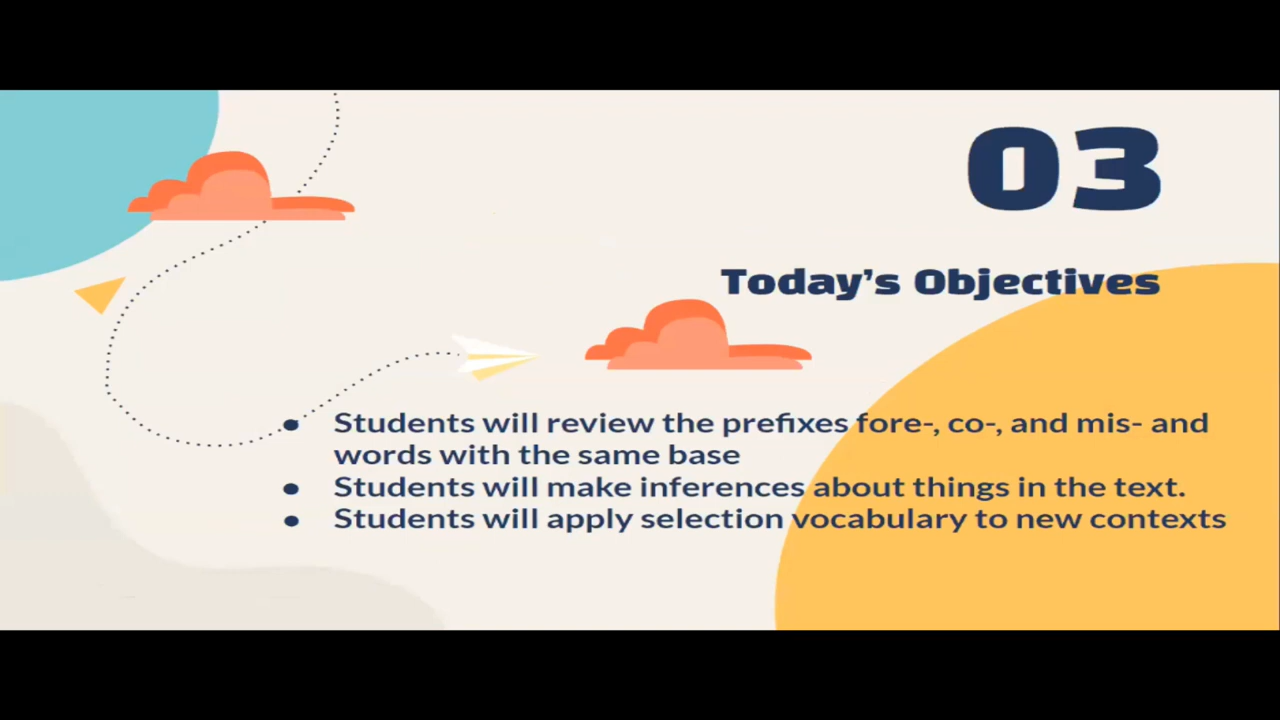 03
Today’s Objectives
● Students will review the prefixes fore-, co-, and mis- and
words with the same base
● Students will make inferences about things in the text.
● Students will apply selection vocabulary to new contexts